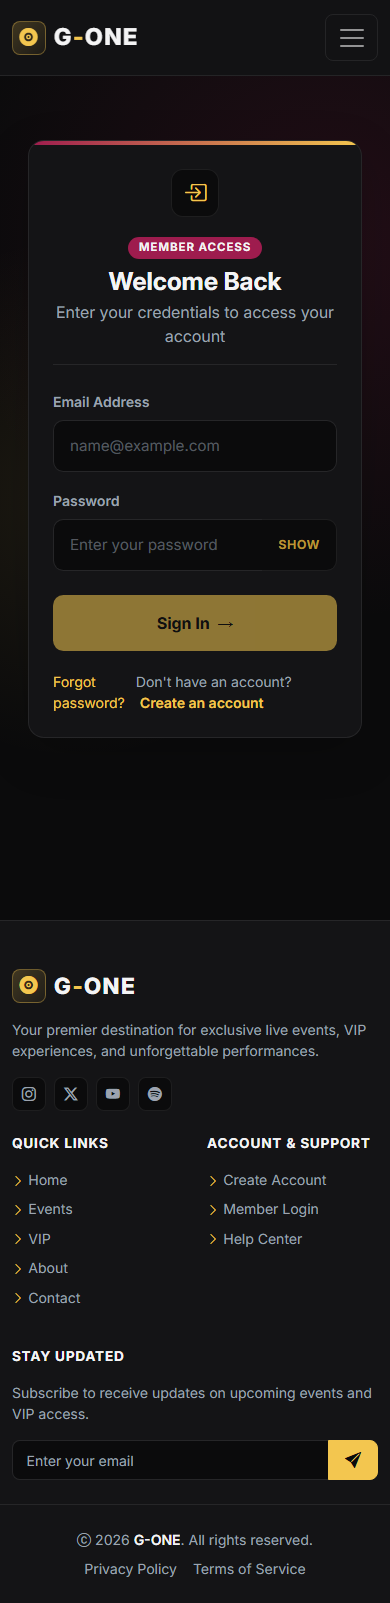 G-ONE
MEMBER ACCESS
Welcome Back
Enter your credentials to access your
account
Email Address
name@example.com
Password
Enter your password SHOW
Sign In →
Forgot
password?
Don't have an account?
Create an account
G-ONE
Your premier destination for exclusive live events, VIP
experiences, and unforgettable performances.
QUICK LINKS
Home
Events
VIP
About
Contact
ACCOUNT & SUPPORT
Create Account
Member Login
Help Center
STAY UPDATED
Subscribe to receive updates on upcoming events and
VIP access.
Enter your email
© 2026 G-ONE. All rights reserved.
Privacy Policy Terms of Service